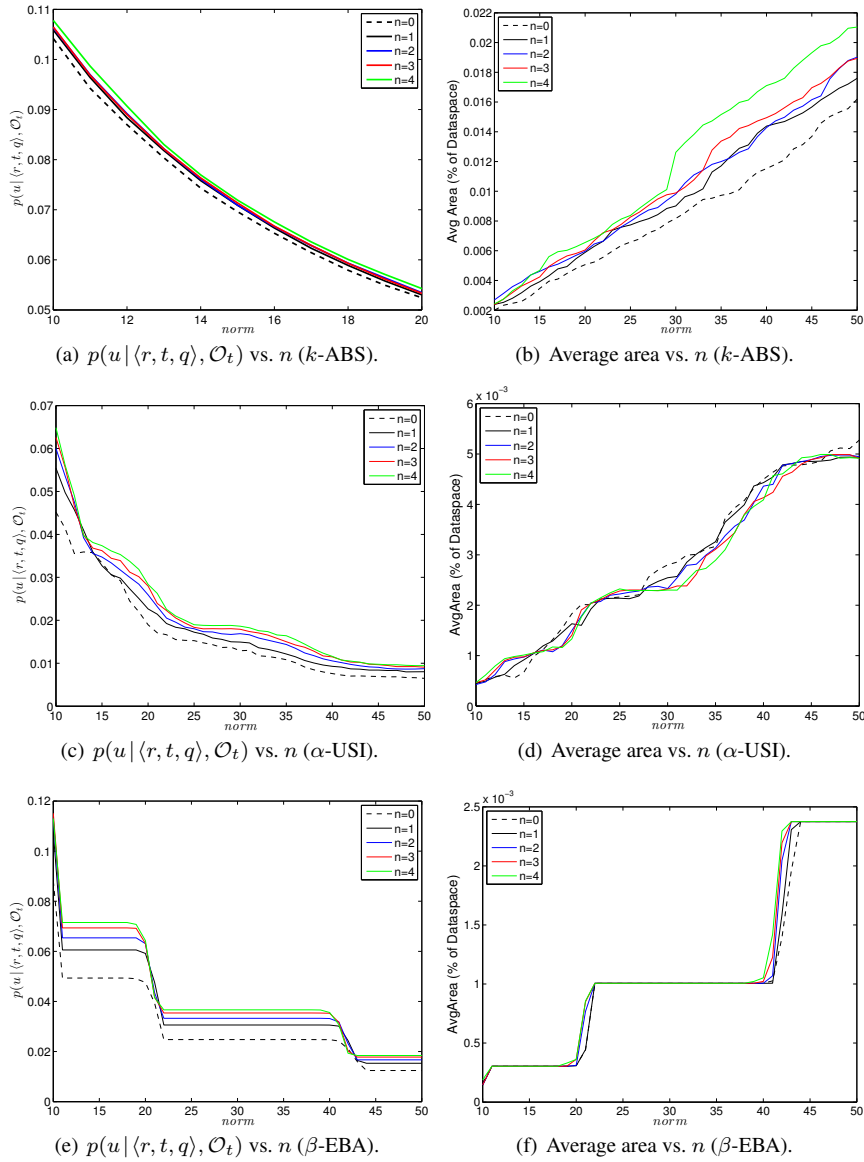 0.11
0.1
0.09
0.08
0.07
0.06
0.05
10 12 14 16 18 20
norm
p(u | ⟨r, t, q⟩, 𝒪t)
n=0
n=1
n=2
n=3
n=4
(a) p(u | ⟨r, t, q⟩, 𝒪t) vs. n (k-ABS).
0.022
0.02
0.018
0.016
0.014
0.012
0.01
0.008
0.006
0.004
0.002
10 15 20 25 30 35 40 45 50
norm
Avg Area (% of Dataspace)
n=0
n=1
n=2
n=3
n=4
(b) Average area vs. n (k-ABS).
0.07
0.06
0.05
0.04
0.03
0.02
0.01
0
10 15 20 25 30 35 40 45 50
norm
p(u | ⟨r, t, q⟩, 𝒪t)
n=0
n=1
n=2
n=3
n=4
(c) p(u | ⟨r, t, q⟩, 𝒪t) vs. n (α-USI).
x 10⁻³
6
5
4
3
2
1
0
10 15 20 25 30 35 40 45 50
norm
AvgArea (% of Dataspace)
n=0
n=1
n=2
n=3
n=4
(d) Average area vs. n (α-USI).
0.12
0.1
0.08
0.06
0.04
0.02
0
10 15 20 25 30 35 40 45 50
norm
p(u | ⟨r, t, q⟩, 𝒪t)
n=0
n=1
n=2
n=3
n=4
(e) p(u | ⟨r, t, q⟩, 𝒪t) vs. n (β-EBA).
x 10⁻³
2.5
2
1.5
1
0.5
0
10 15 20 25 30 35 40 45 50
norm
AvgArea (% of Dataspace)
n=0
n=1
n=2
n=3
n=4
(f) Average area vs. n (β-EBA).